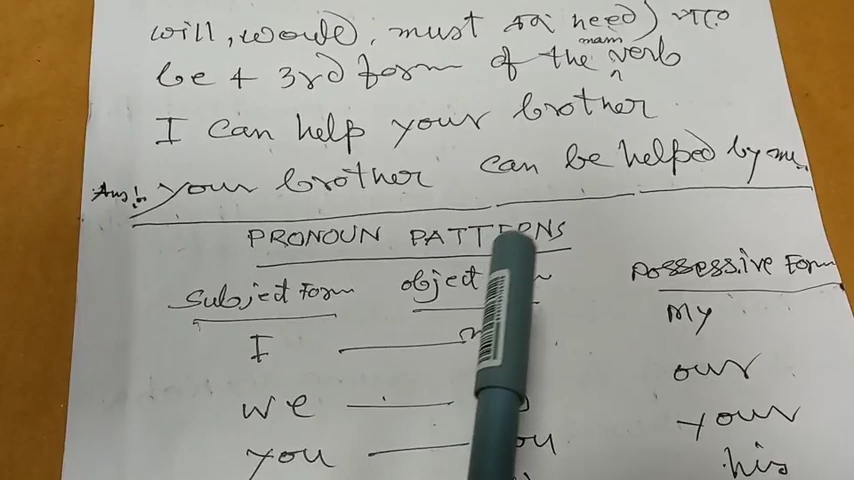 will, would, must need)
be + 3rd form of the main verb
I can help your brother
Ans: your brother can be helped by me.
PRONOUN PATTERNS
Subject Form object Possessive Form
I My
we our
you your
his